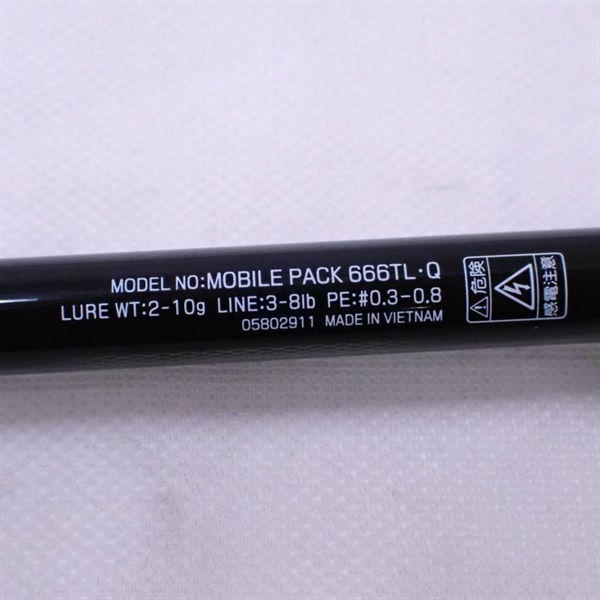 MODEL NO:MOBILE PACK 666TL·Q
LURE WT:2-10g LINE:3-8lb PE:#0.3-0.8
05802911 MADE IN VIETNAM
危険
感電注意